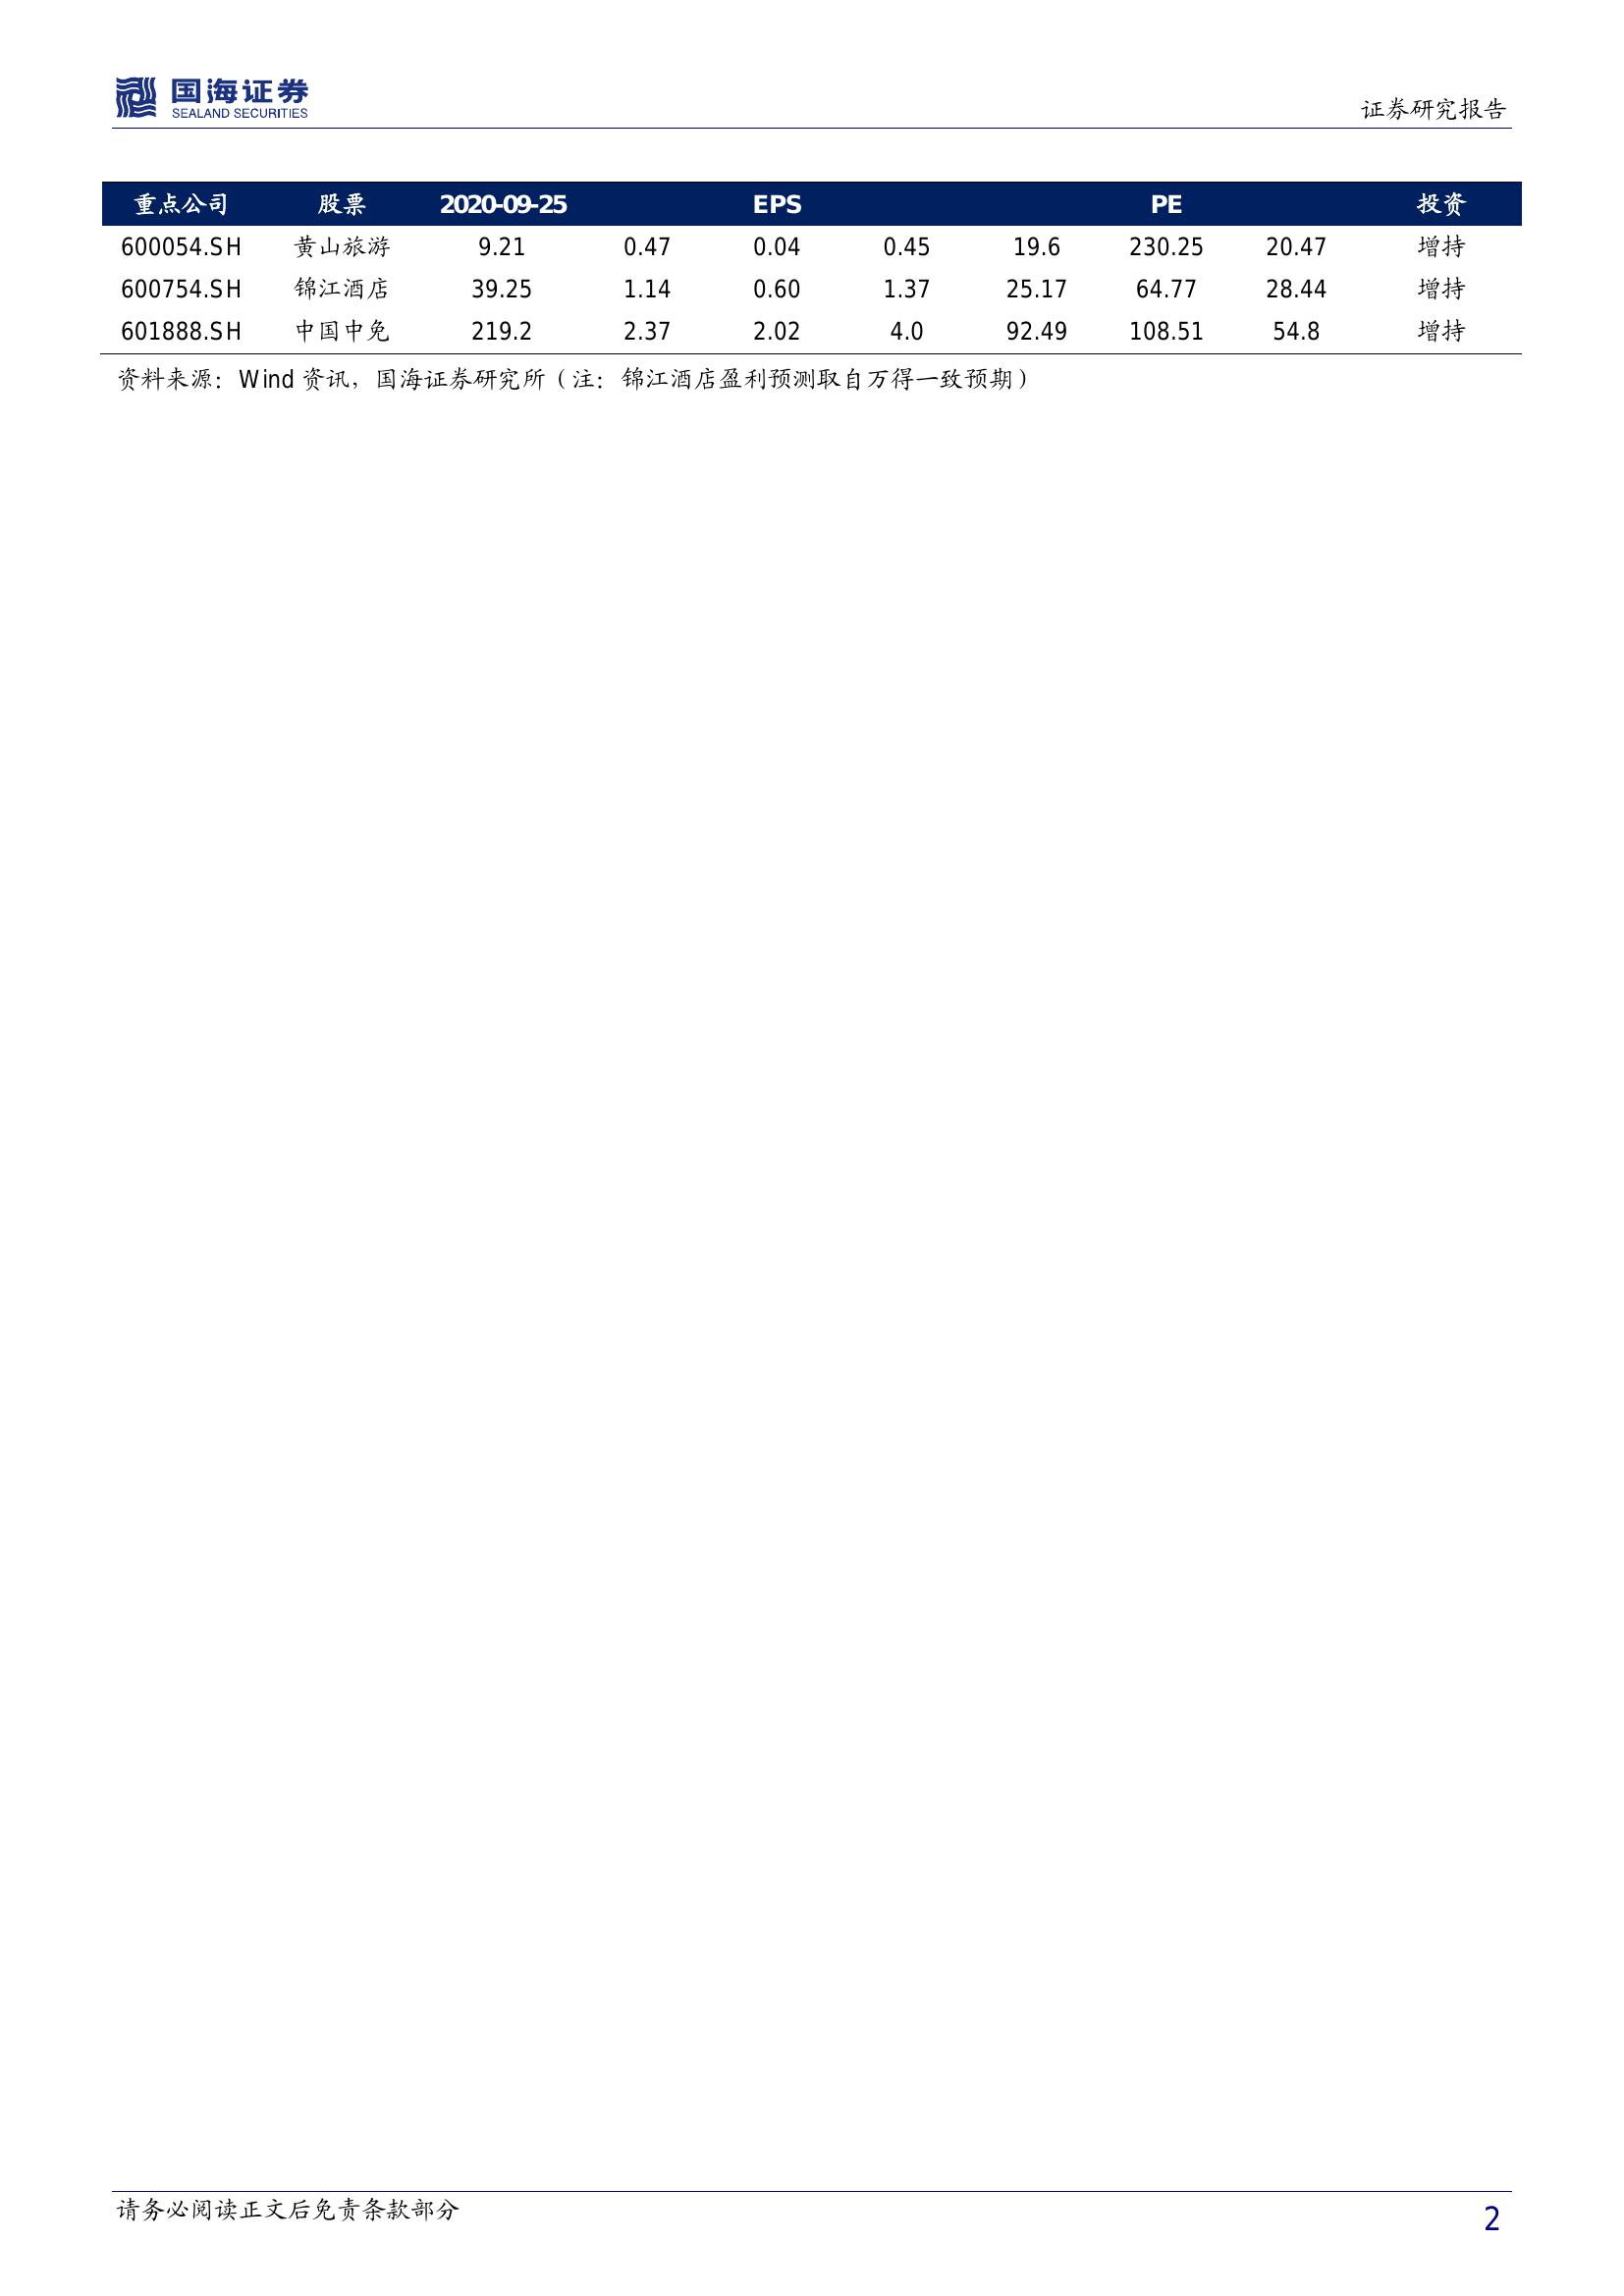 国海证券
SEALAND SECURITIES
证券研究报告
重点公司 股票 2020-09-25 EPS PE 投资
600054.SH 黄山旅游 9.21 0.47 0.04 0.45 19.6 230.25 20.47 增持
600754.SH 锦江酒店 39.25 1.14 0.60 1.37 25.17 64.77 28.44 增持
601888.SH 中国中免 219.2 2.37 2.02 4.0 92.49 108.51 54.8 增持
资料来源：Wind 资讯，国海证券研究所（注：锦江酒店盈利预测取自万得一致预期）
请务必阅读正文后免责条款部分
2